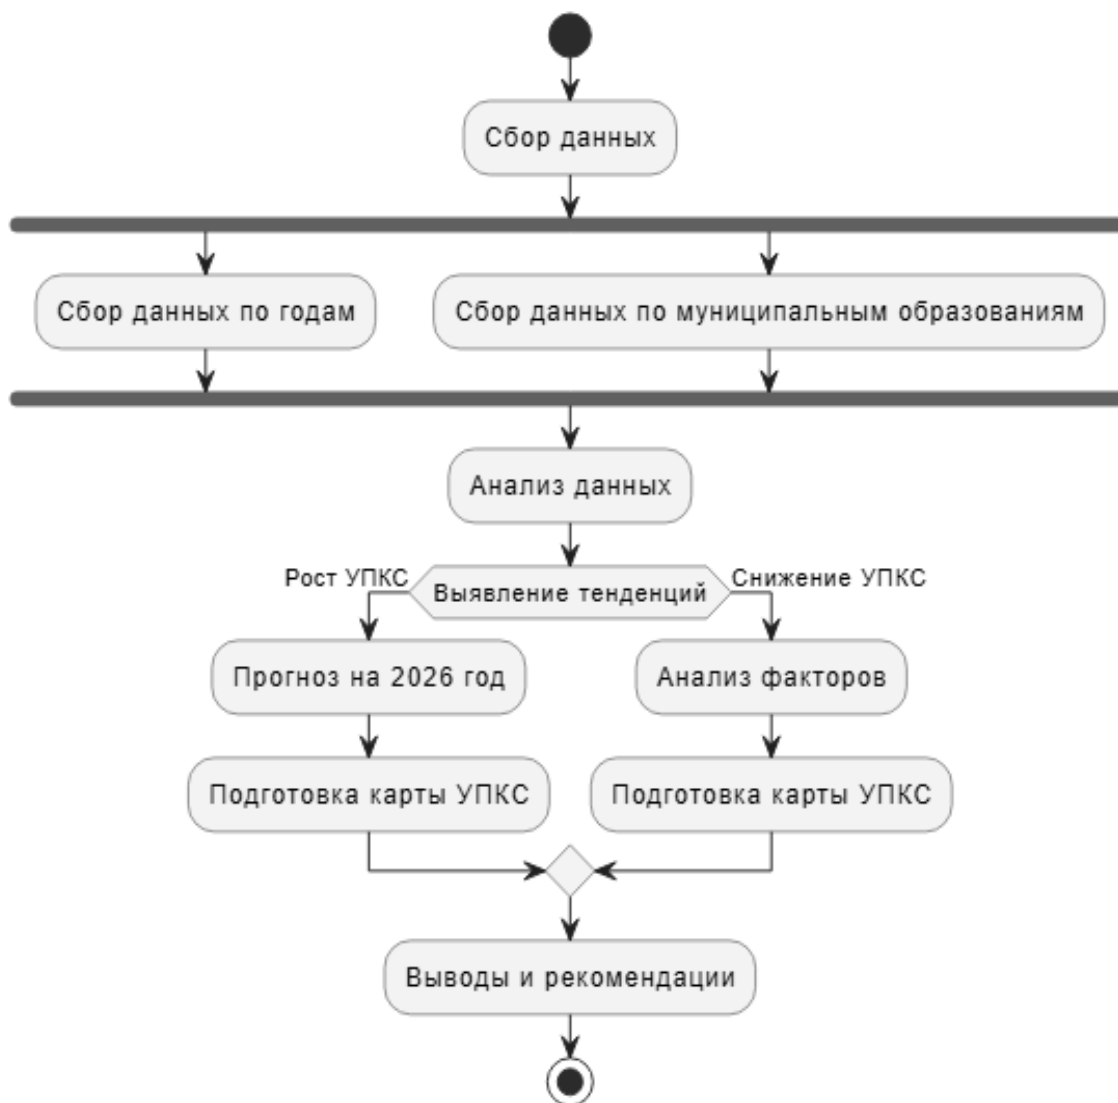 Сбор данных
Сбор данных по годам
Сбор данных по муниципальным образованиям
Анализ данных
Рост УПКС
Выявление тенденций
Снижение УПКС
Прогноз на 2026 год
Анализ факторов
Подготовка карты УПКС
Подготовка карты УПКС
Выводы и рекомендации